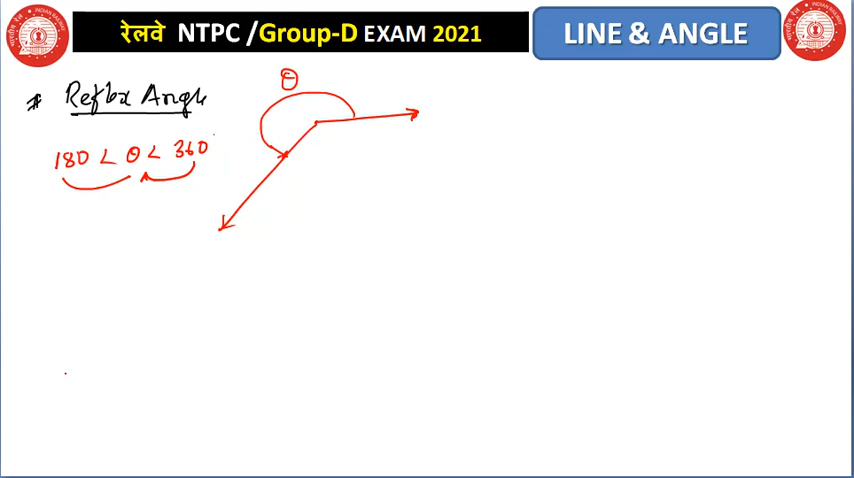 रेलवे NTPC /Group-D EXAM 2021
LINE & ANGLE
# Reflex Angle
θ
180 < θ < 360